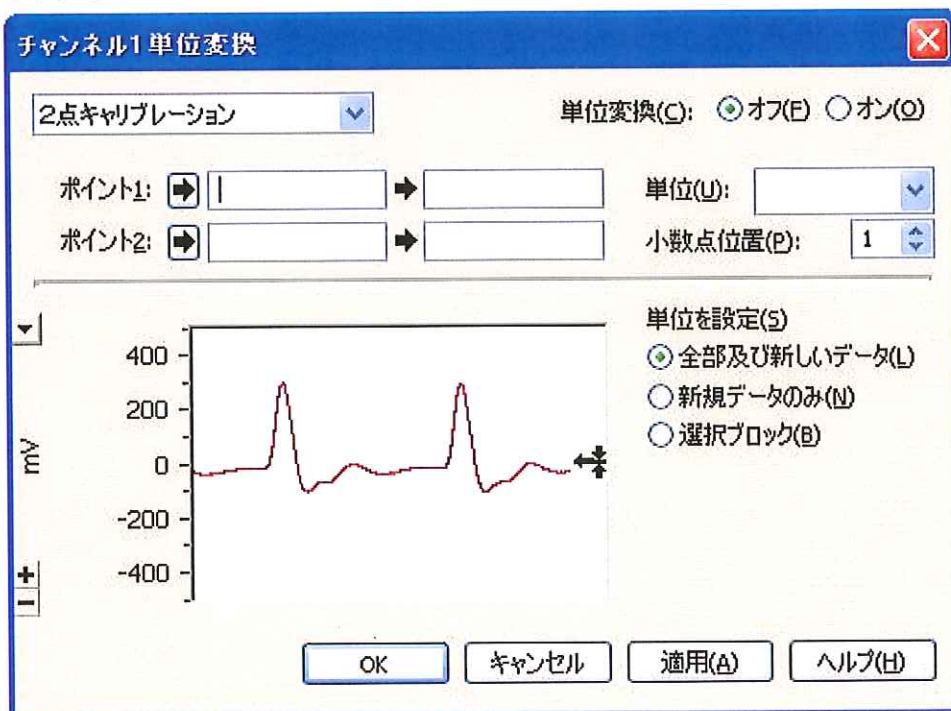 チャンネル1 単位変換
2点キャリブレーション
単位変換(C): オフ(F) オン(O)
ポイント1:
単位(U):
ポイント2:
小数点位置(P): 1
単位を設定(S)
全部及び新しいデータ(L)
新規データのみ(N)
選択ブロック(B)
400
200
0
-200
-400
mV
OK キャンセル 適用(A) ヘルプ(H)